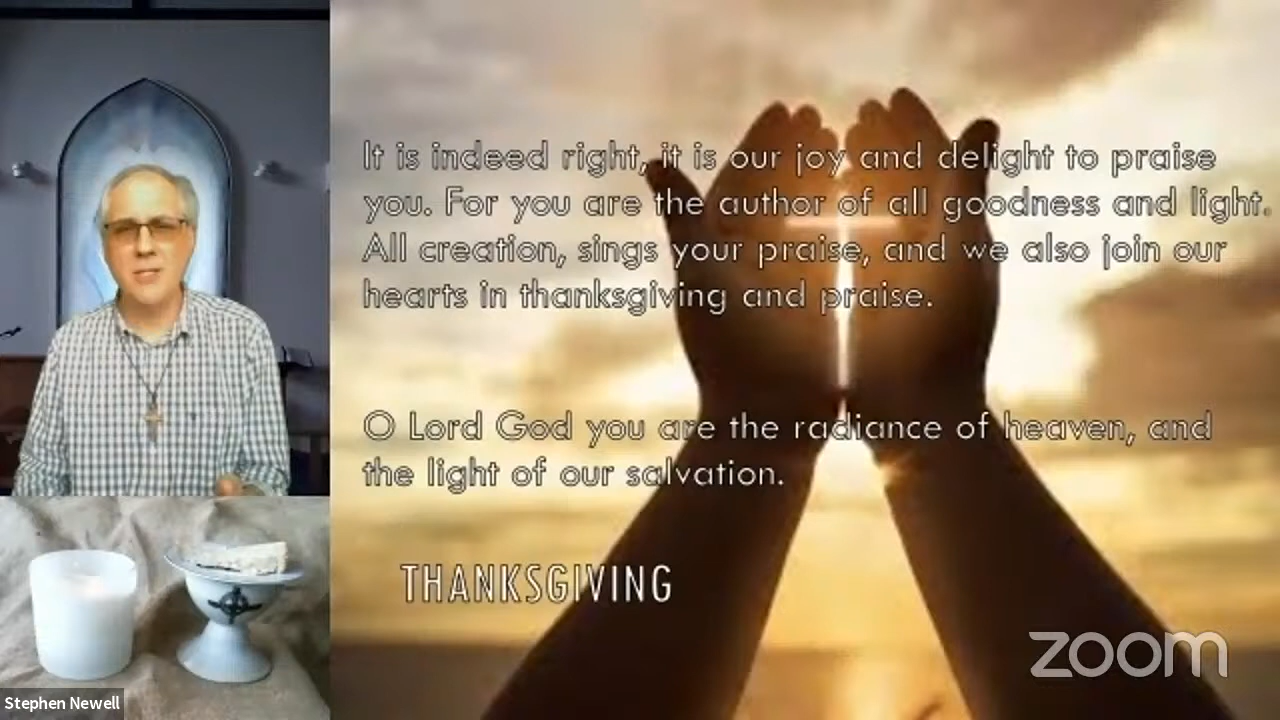 It is indeed right, it is our joy and delight to praise
you. For you are the author of all goodness and light.
All creation, sings your praise, and we also join our
hearts in thanksgiving and praise.
O Lord God you are the radiance of heaven, and
the light of our salvation.
THANKSGIVING
zoom
Stephen Newell